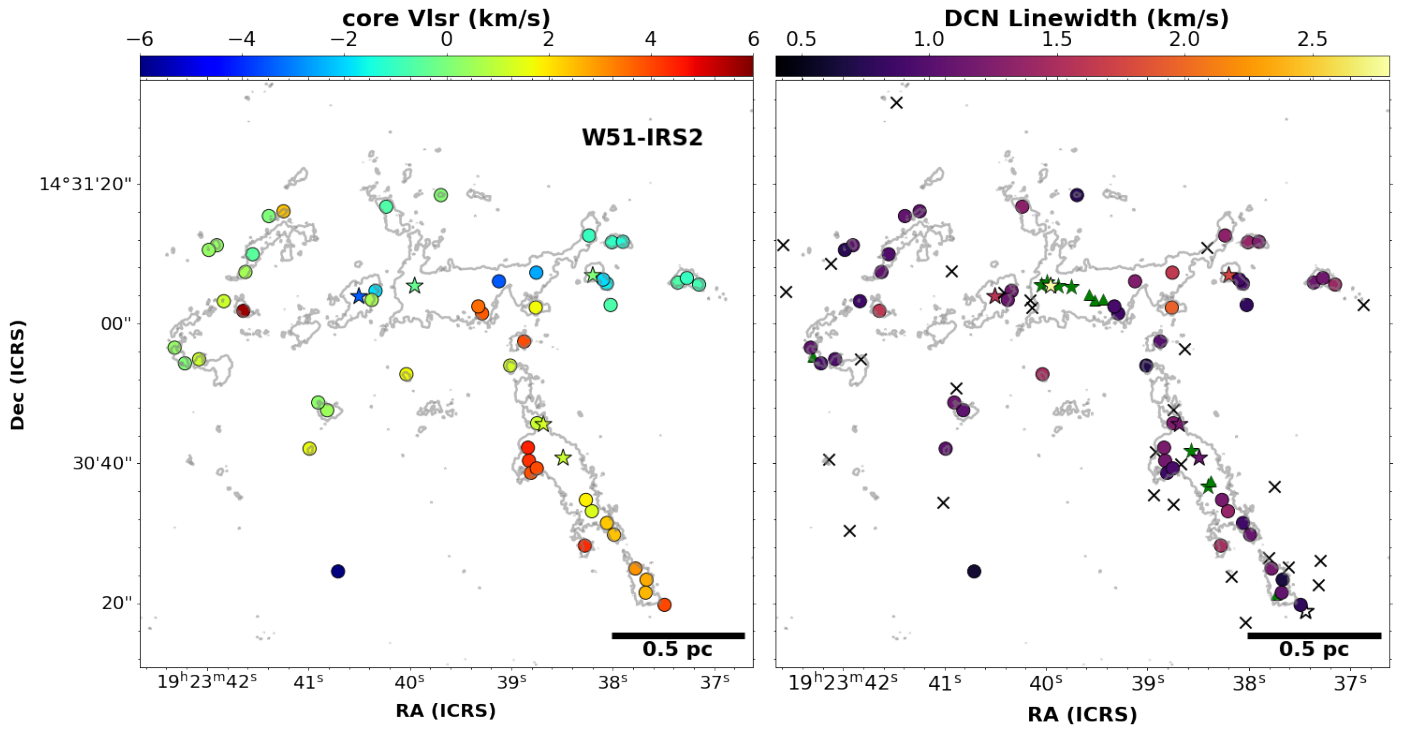 core Vlsr (km/s)
−6 −4 −2 0 2 4 6
W51-IRS2
14°31'20"
00"
30'40"
20"
Dec (ICRS)
0.5 pc
19ʰ23ᵐ42ˢ 41ˢ 40ˢ 39ˢ 38ˢ 37ˢ
RA (ICRS)
DCN Linewidth (km/s)
0.5 1.0 1.5 2.0 2.5
0.5 pc
19ʰ23ᵐ42ˢ 41ˢ 40ˢ 39ˢ 38ˢ 37ˢ
RA (ICRS)